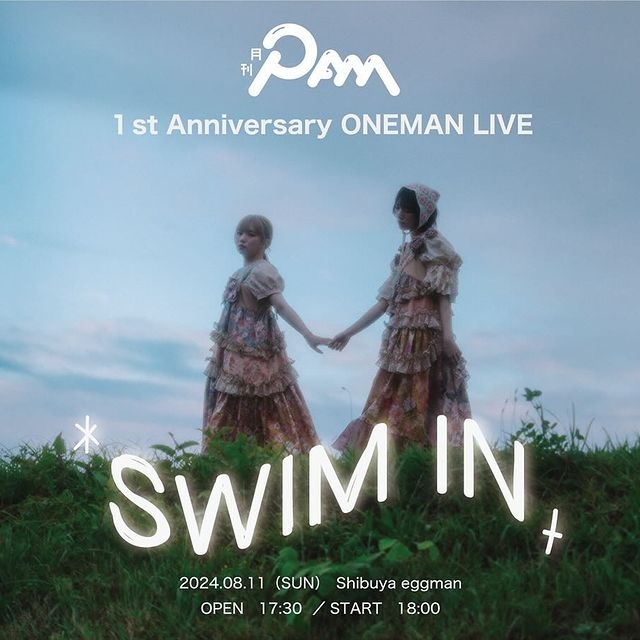 月刊 PAM
1st Anniversary ONEMAN LIVE
SWIM IN
2024.08.11（SUN） Shibuya eggman
OPEN 17:30 ／START 18:00